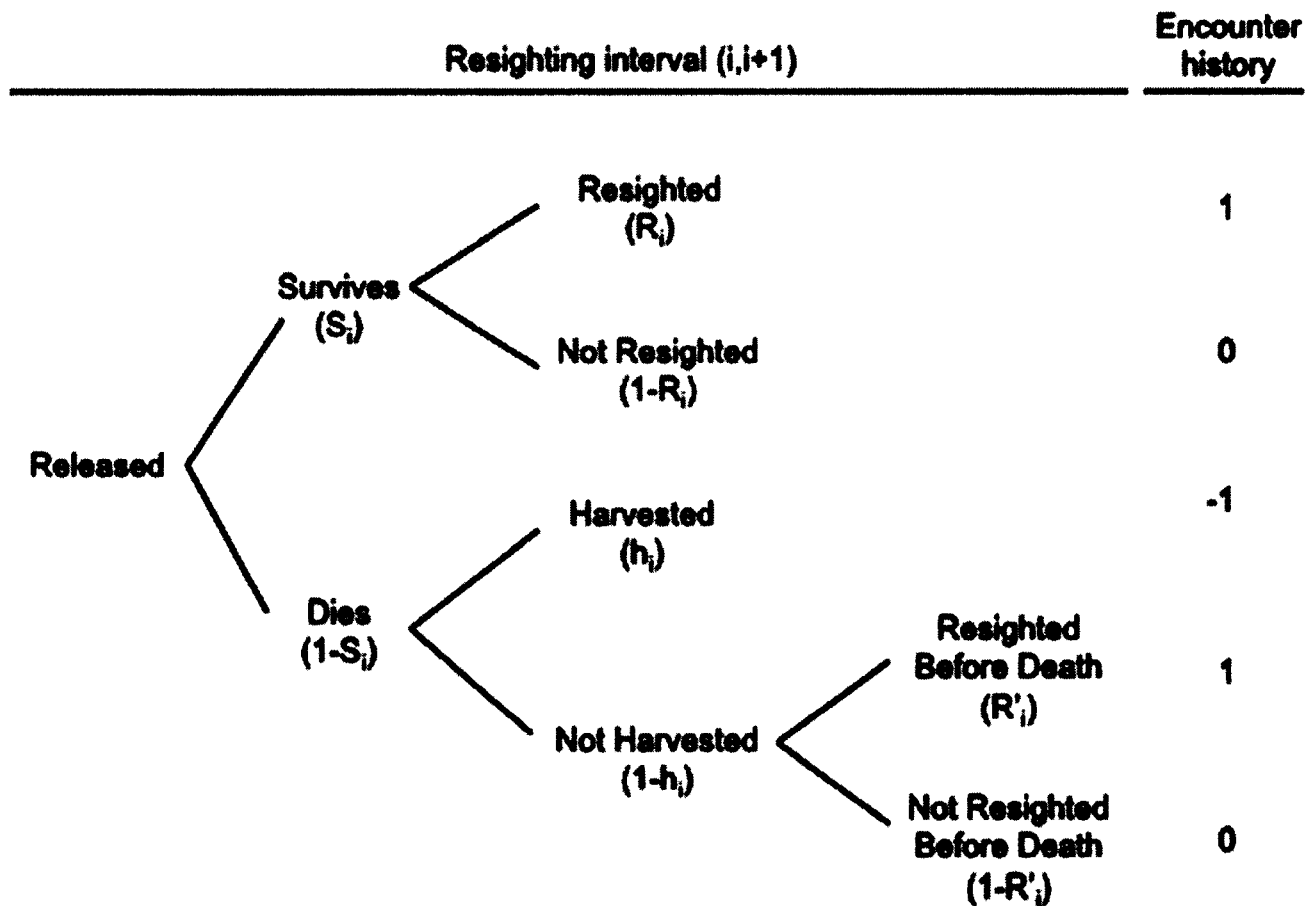 Resighting interval (i,i+1)
Encounter
history
Resighted
(Ri)
1
Survives
(Si)
Not Resighted
(1-Ri)
0
Released
Harvested
(hi)
-1
Dies
(1-Si)
Resighted
Before Death
(R'i)
1
Not Harvested
(1-hi)
Not Resighted
Before Death
(1-R'i)
0